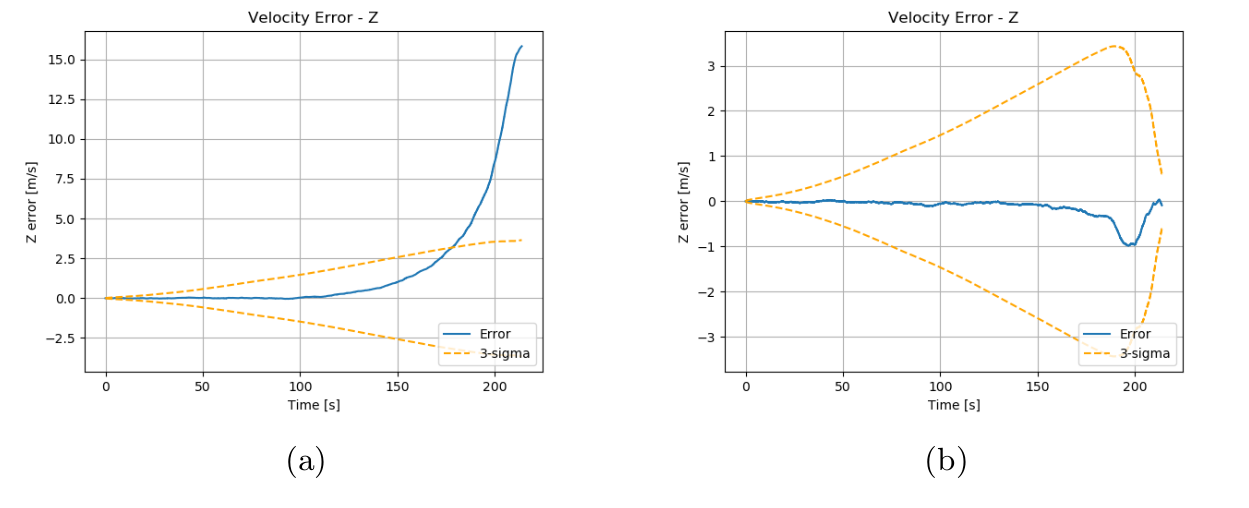 Velocity Error - Z
15.0
12.5
10.0
7.5
5.0
2.5
0.0
−2.5
Z error [m/s]
0 50 100 150 200
Time [s]
Error
3-sigma
(a)
Velocity Error - Z
3
2
1
0
−1
−2
−3
Z error [m/s]
0 50 100 150 200
Time [s]
Error
3-sigma
(b)